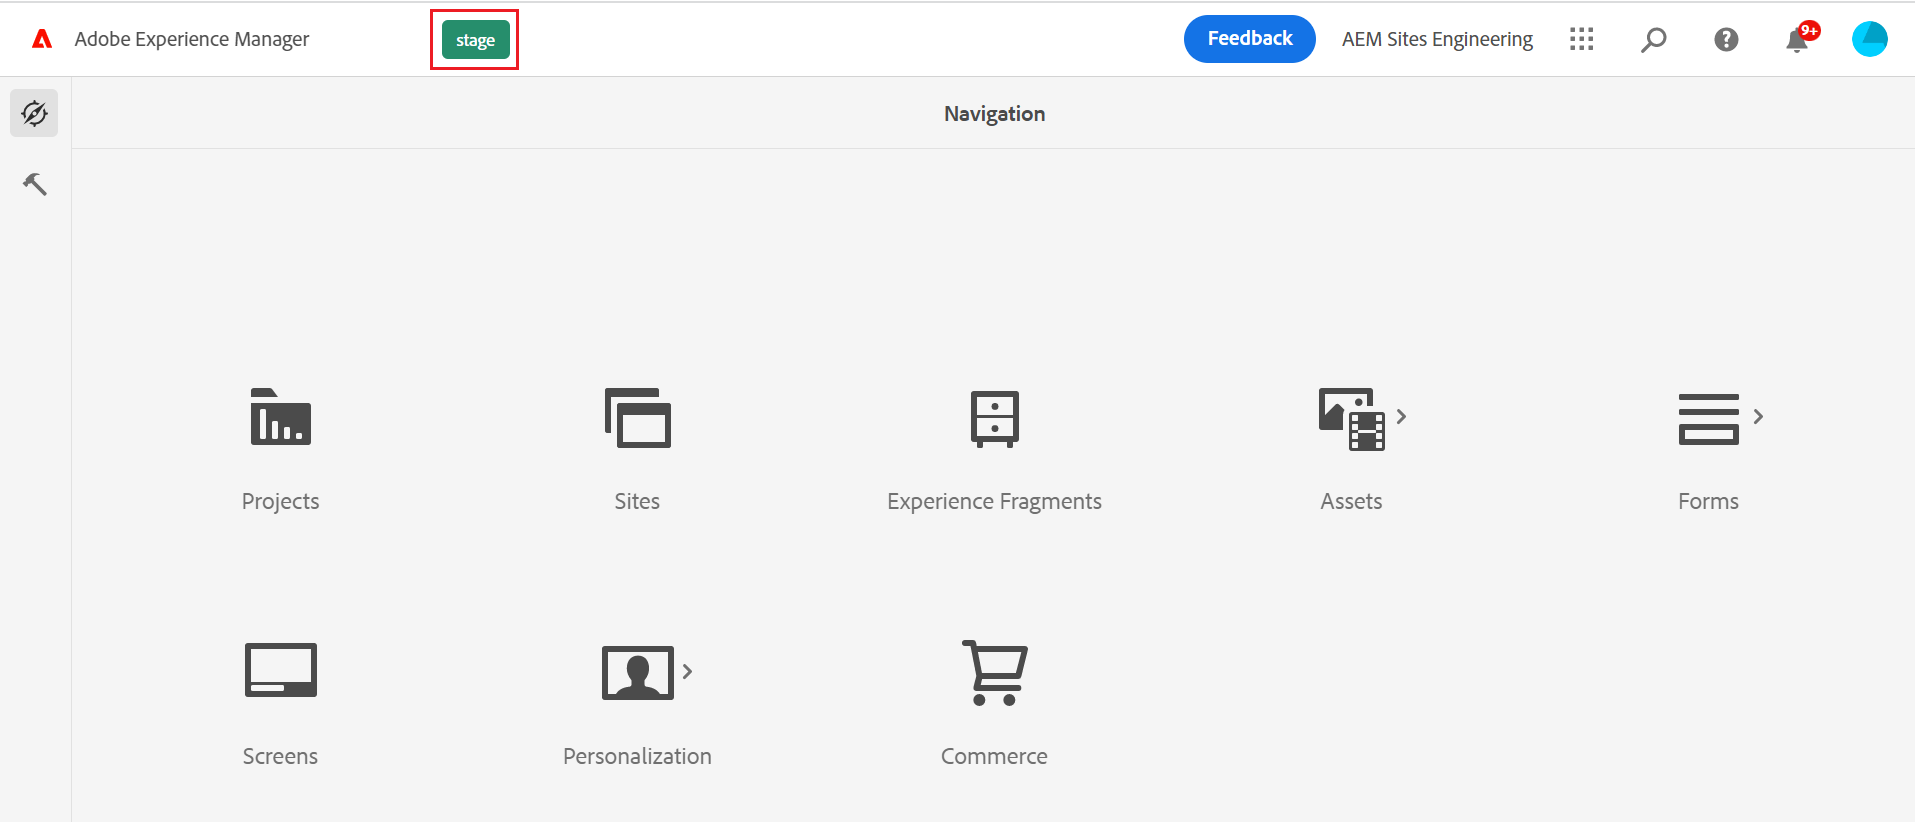 Adobe Experience Manager
stage
Feedback
AEM Sites Engineering
9+
Navigation
Projects
Sites
Experience Fragments
Assets
Forms
Screens
Personalization
Commerce